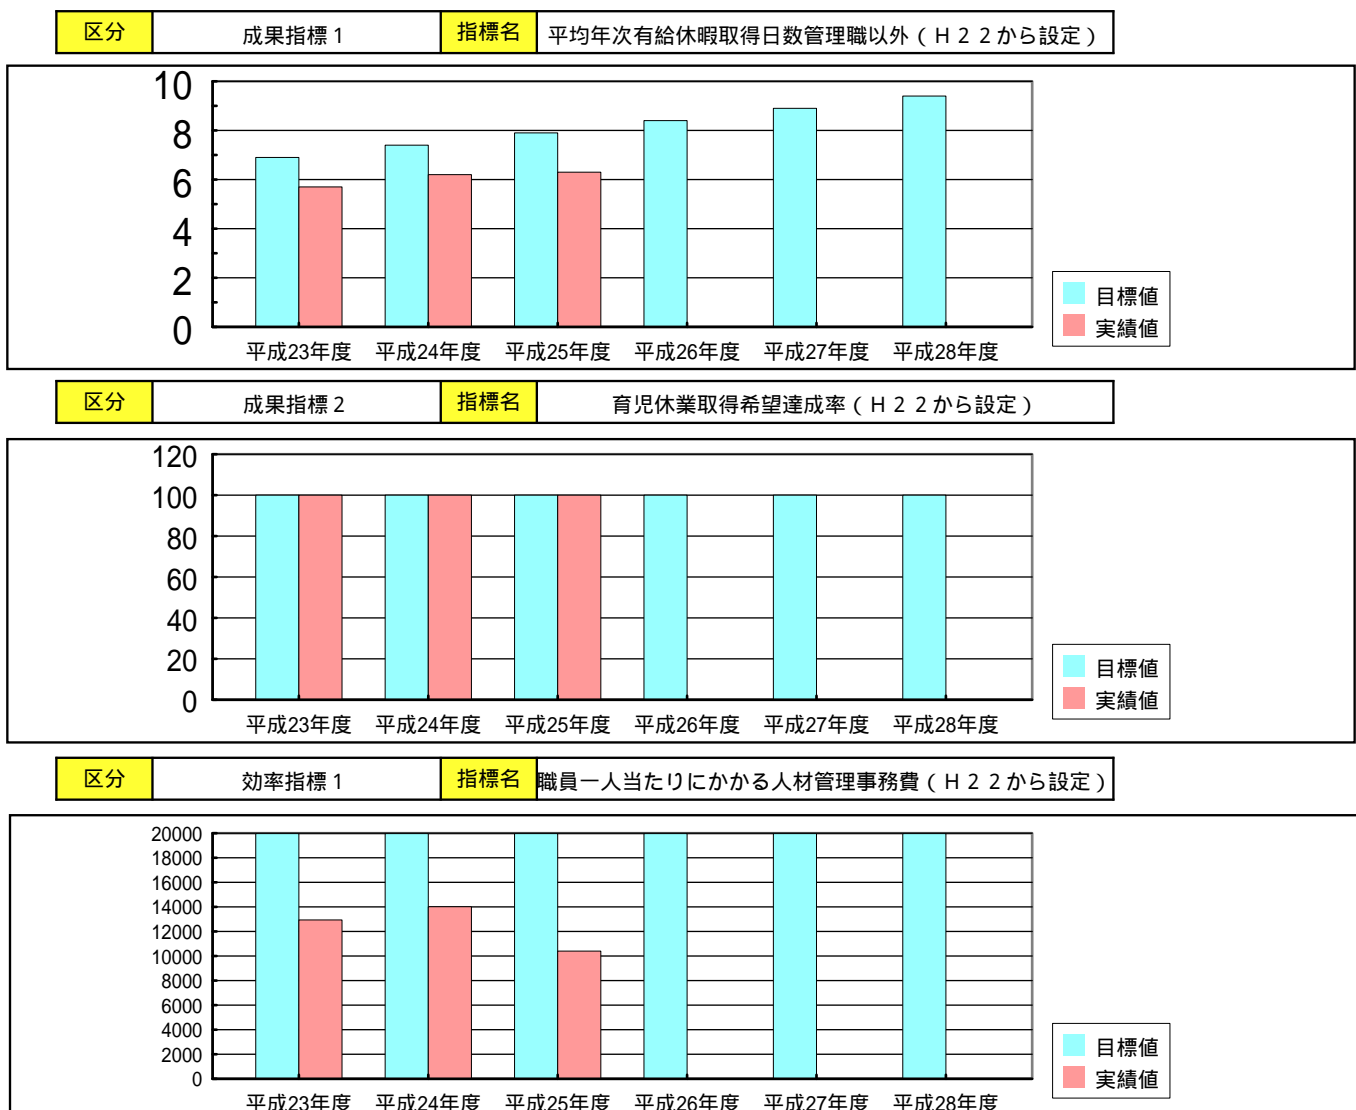 区分 成果指標１ 指標名 平均年次有給休暇取得日数管理職以外（Ｈ２２から設定）
10
8
6
4
2
0
平成23年度 平成24年度 平成25年度 平成26年度 平成27年度 平成28年度
目標値
実績値
区分 成果指標２ 指標名 育児休業取得希望達成率（Ｈ２２から設定）
120
100
80
60
40
20
0
平成23年度 平成24年度 平成25年度 平成26年度 平成27年度 平成28年度
目標値
実績値
区分 効率指標１ 指標名 職員一人当たりにかかる人材管理事務費（Ｈ２２から設定）
20000
18000
16000
14000
12000
10000
8000
6000
4000
2000
0
平成23年度 平成24年度 平成25年度 平成26年度 平成27年度 平成28年度
目標値
実績値